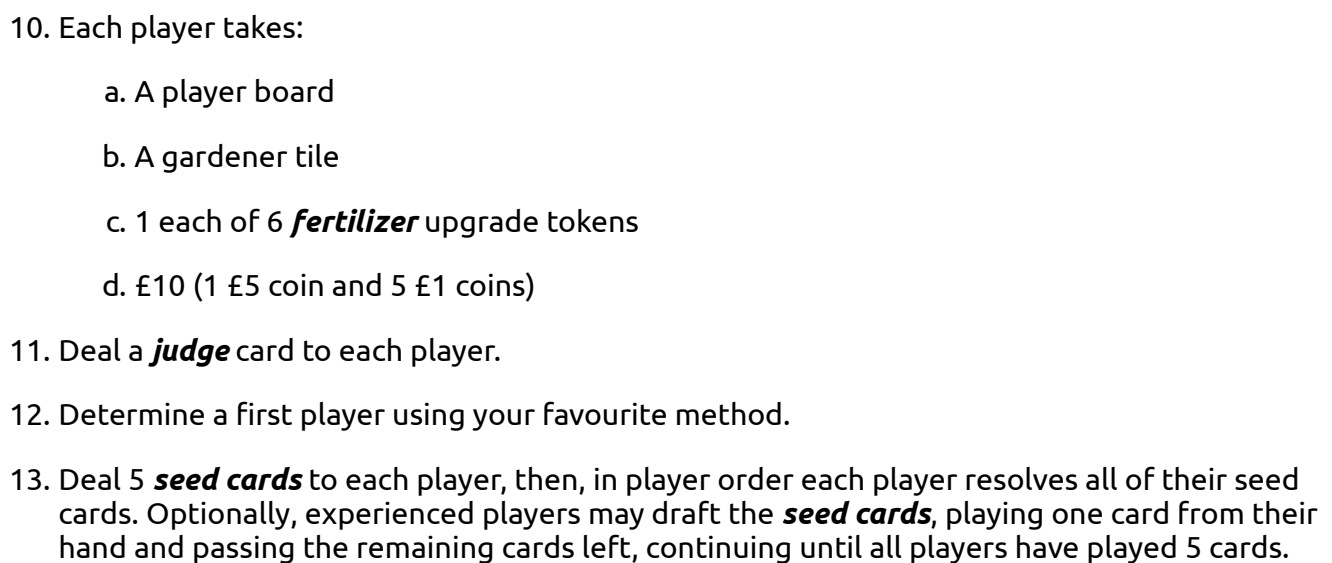 10. Each player takes:
a. A player board
b. A gardener tile
c. 1 each of 6 fertilizer upgrade tokens
d. £10 (1 £5 coin and 5 £1 coins)
11. Deal a judge card to each player.
12. Determine a first player using your favourite method.
13. Deal 5 seed cards to each player, then, in player order each player resolves all of their seed
cards. Optionally, experienced players may draft the seed cards, playing one card from their
hand and passing the remaining cards left, continuing until all players have played 5 cards.